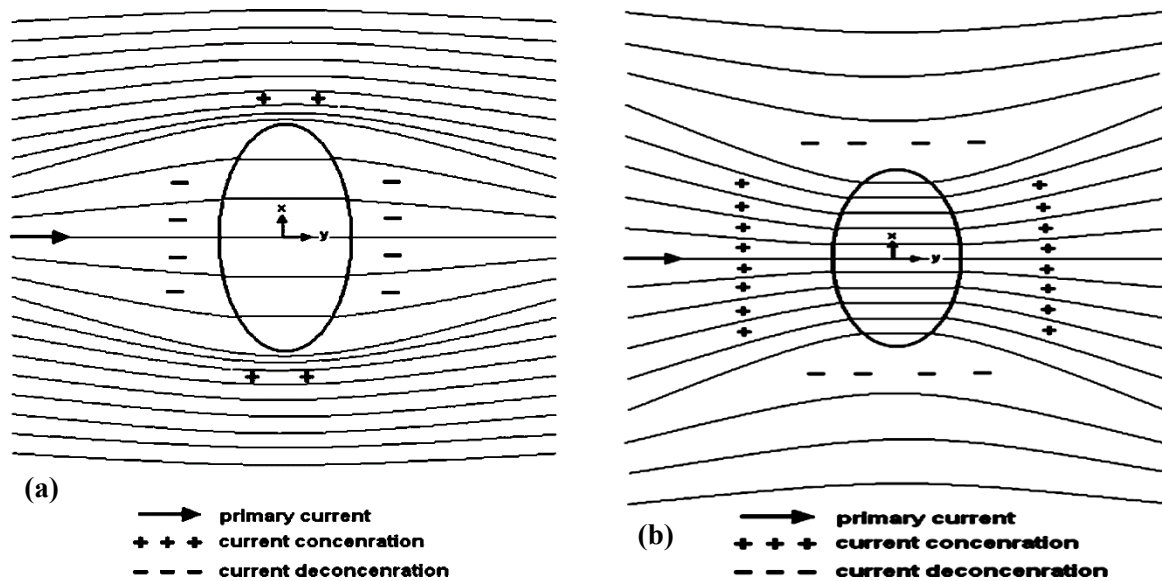 x
y
(a)
primary current
+ + + current concenration
– – – current deconcenration
x
y
(b)
primary current
+ + + current concenration
– – – current deconcenration